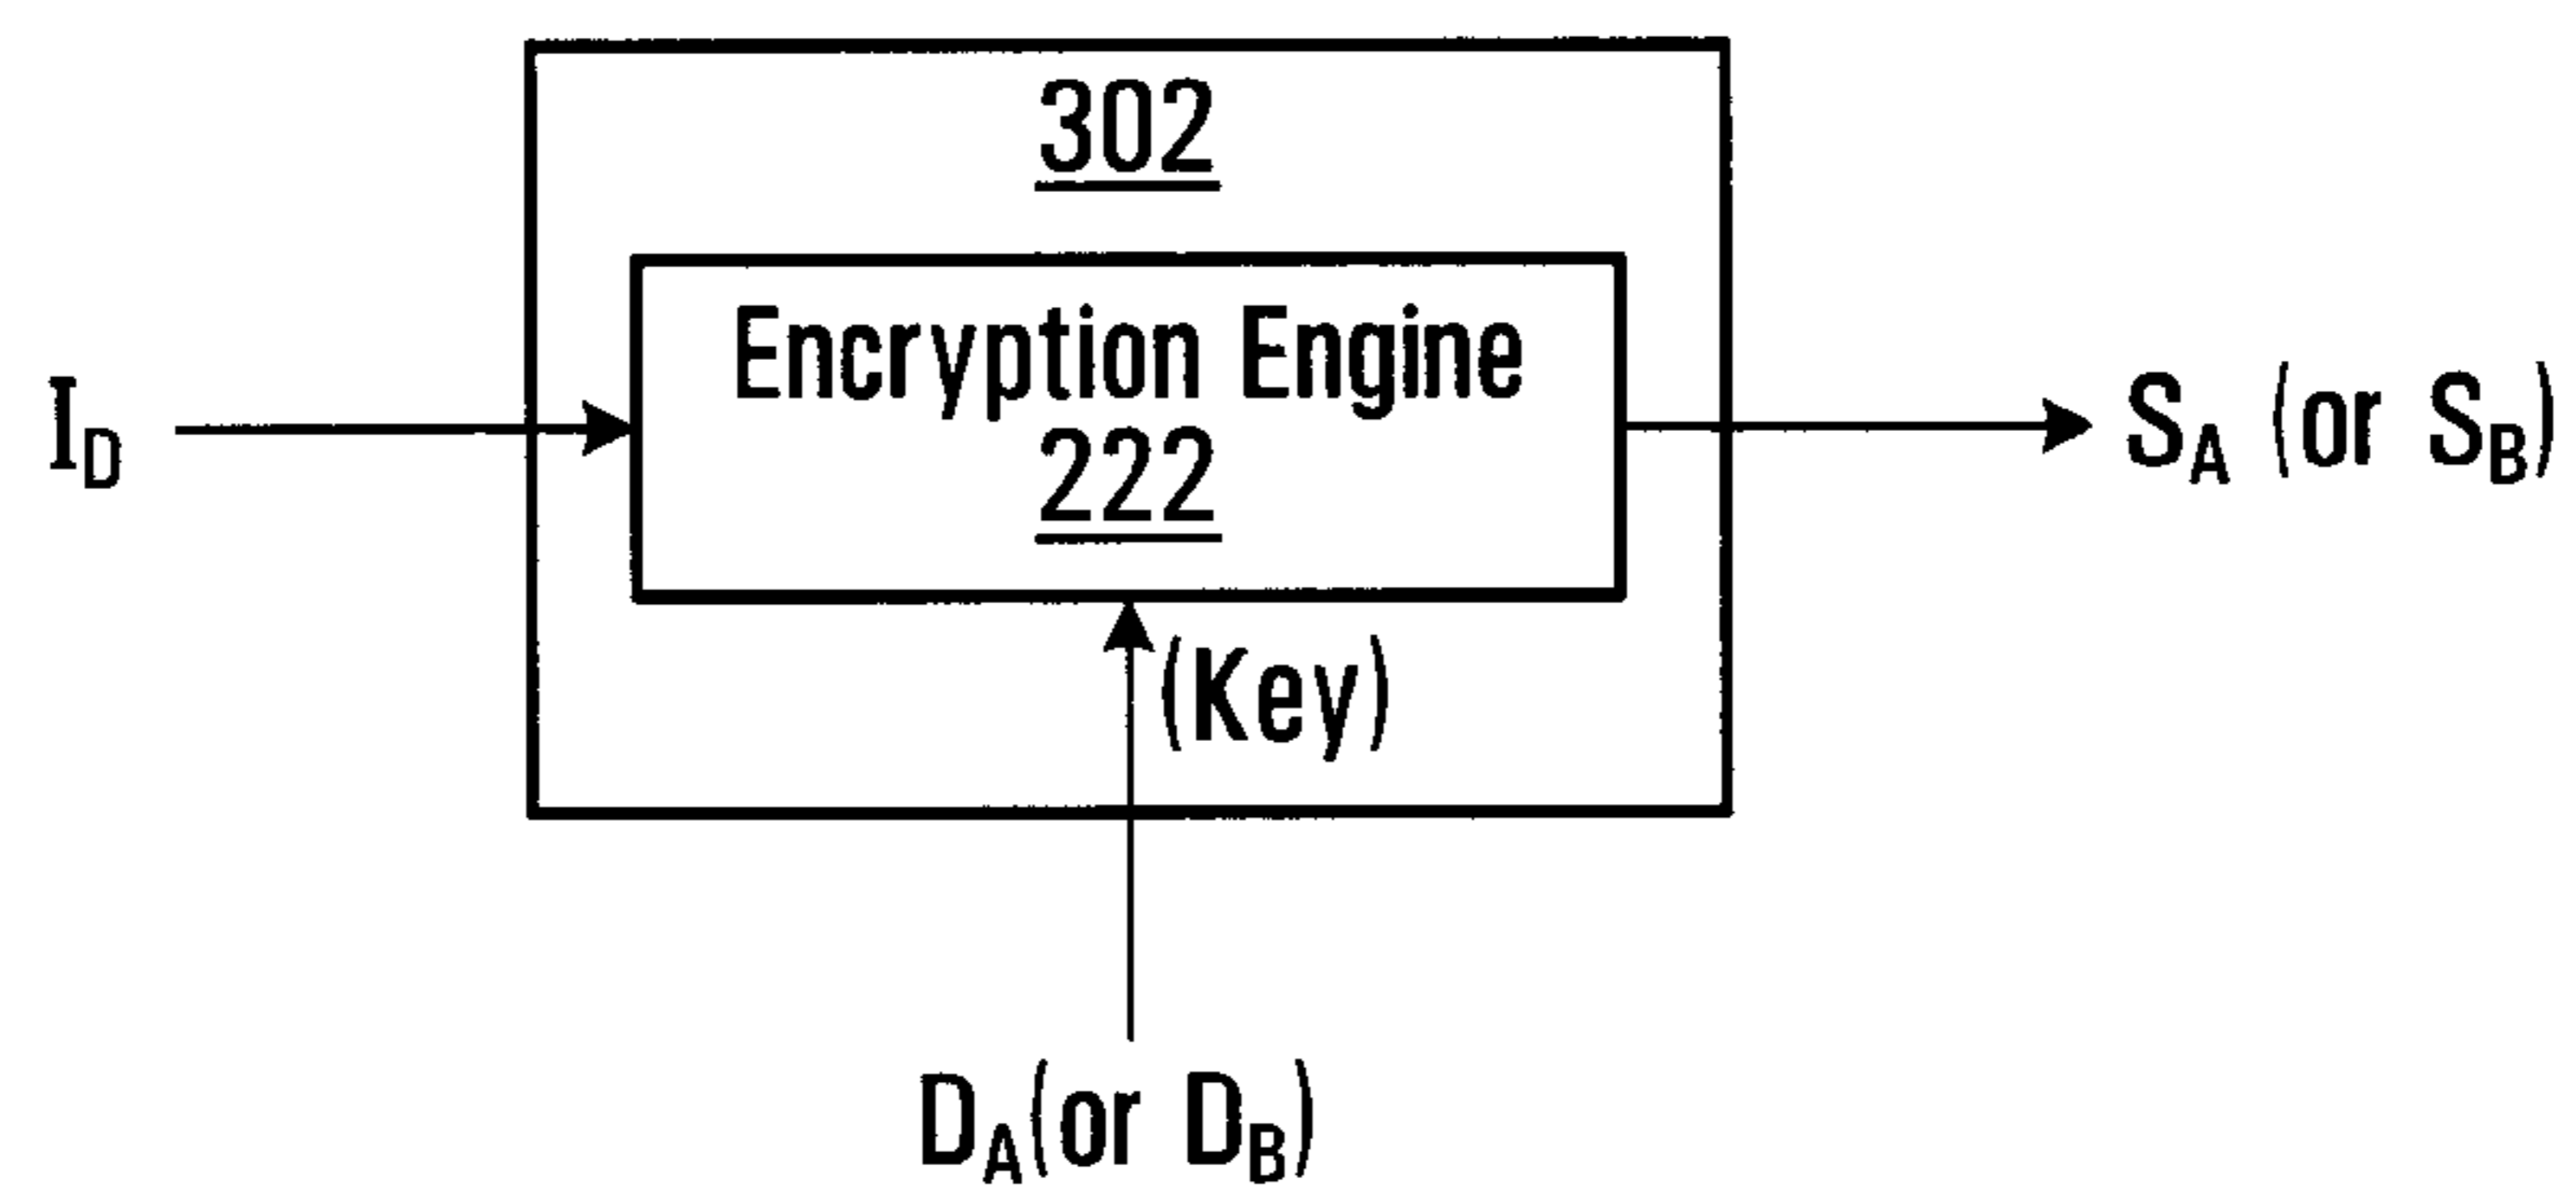 302
Encryption Engine
222
I_D
S_A (or S_B)
(Key)
D_A(or D_B)